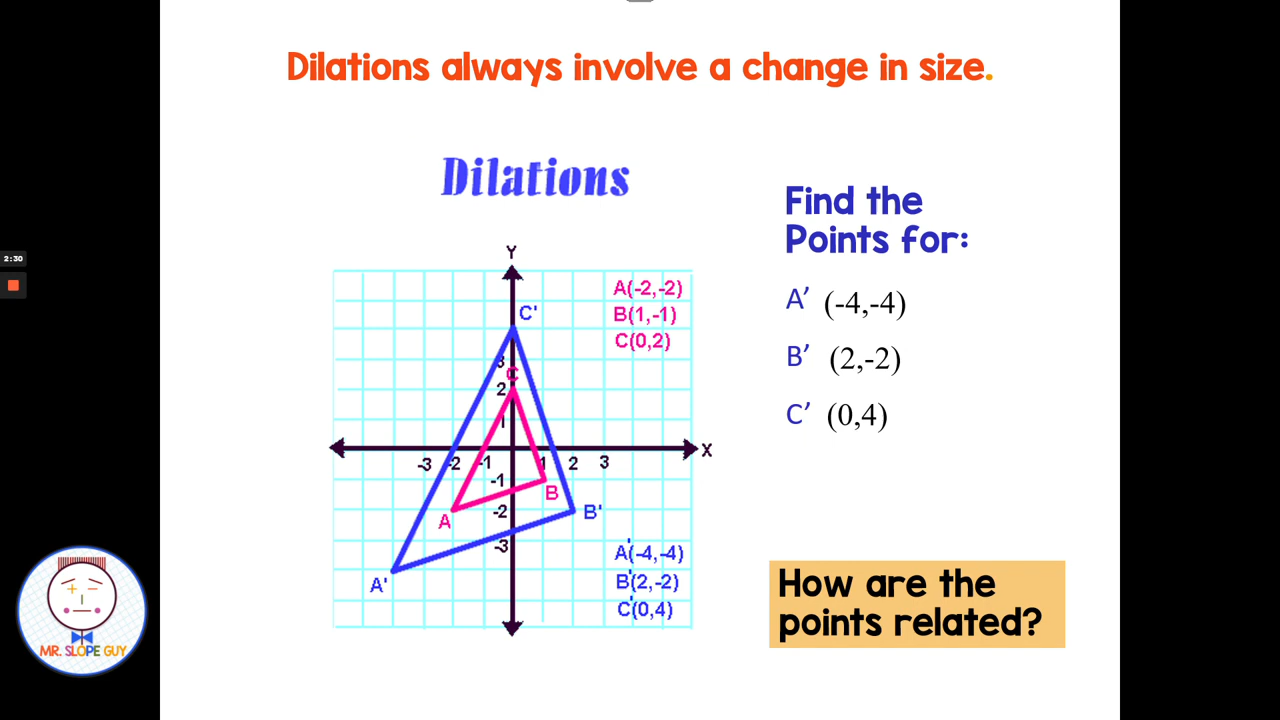 Dilations always involve a change in size.
Dilations
Find the
Points for:
A’ (-4,-4)
B’ (2,-2)
C’ (0,4)
Y
A(-2,-2)
B(1,-1)
C(0,2)
C'
3
C
2
1
X
-3 -2 -1 1 2 3
-1
B
-2
A
B'
-3
A'
A'(-4,-4)
B'(2,-2)
C'(0,4)
How are the
points related?
2:30
MR. SLOPE GUY